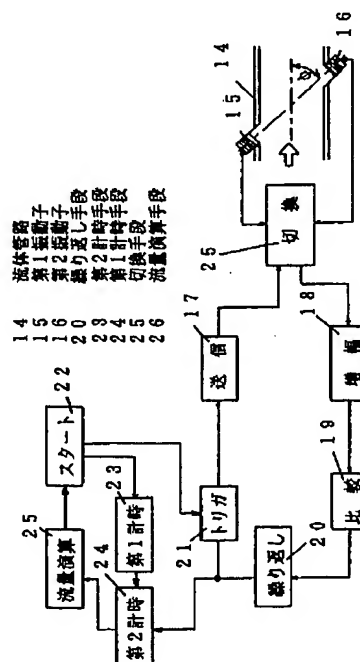 14 流体管路
15 第1振動子
16 第2振動子
20 繰り返し手段
23 第2計時手段
24 第1計時手段
25 切換手段
26 流量演算手段
25
流量演算
スタート
22
23
第1計時
24
第2計時
21
トリガ
送信
17
切換
25
14
15
16
φ
増幅
18
比較
19
繰り返し
20